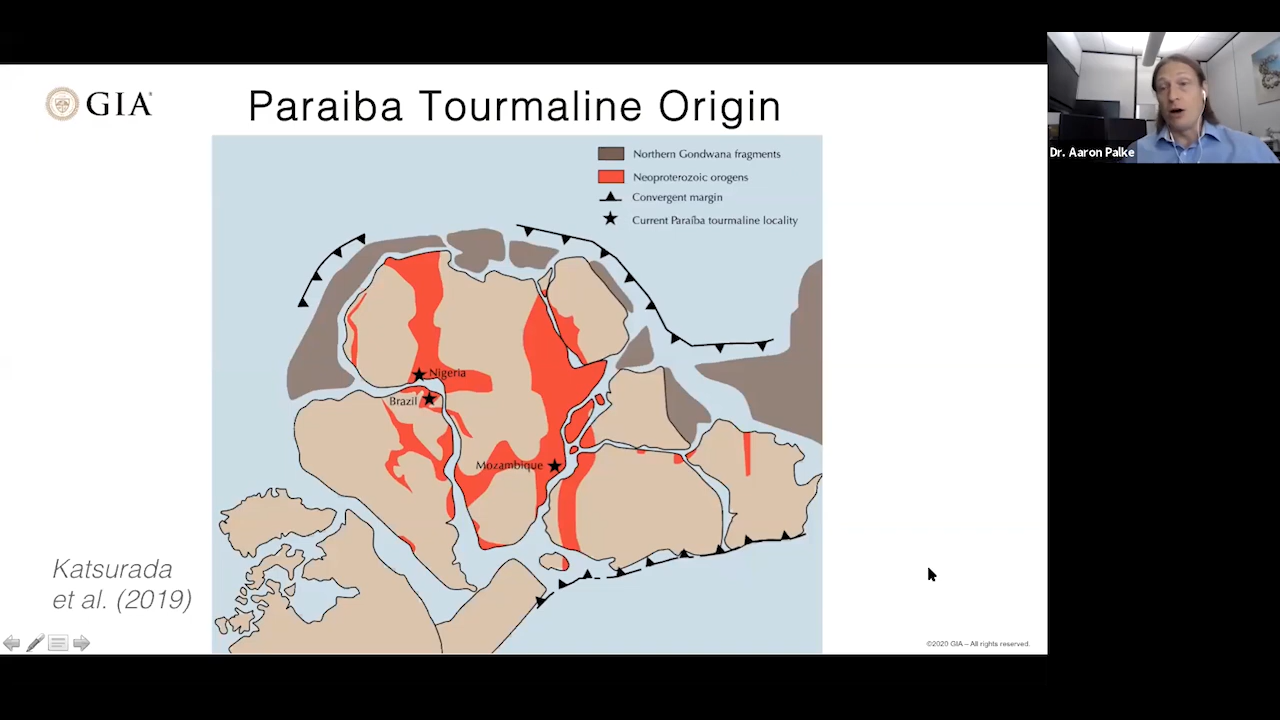 GIA
Paraiba Tourmaline Origin
Northern Gondwana fragments
Neoproterozoic orogens
Convergent margin
Current Paraíba tourmaline locality
Nigeria
Brazil
Mozambique
Katsurada
et al. (2019)
©2020 GIA – All rights reserved.
Dr. Aaron Palke